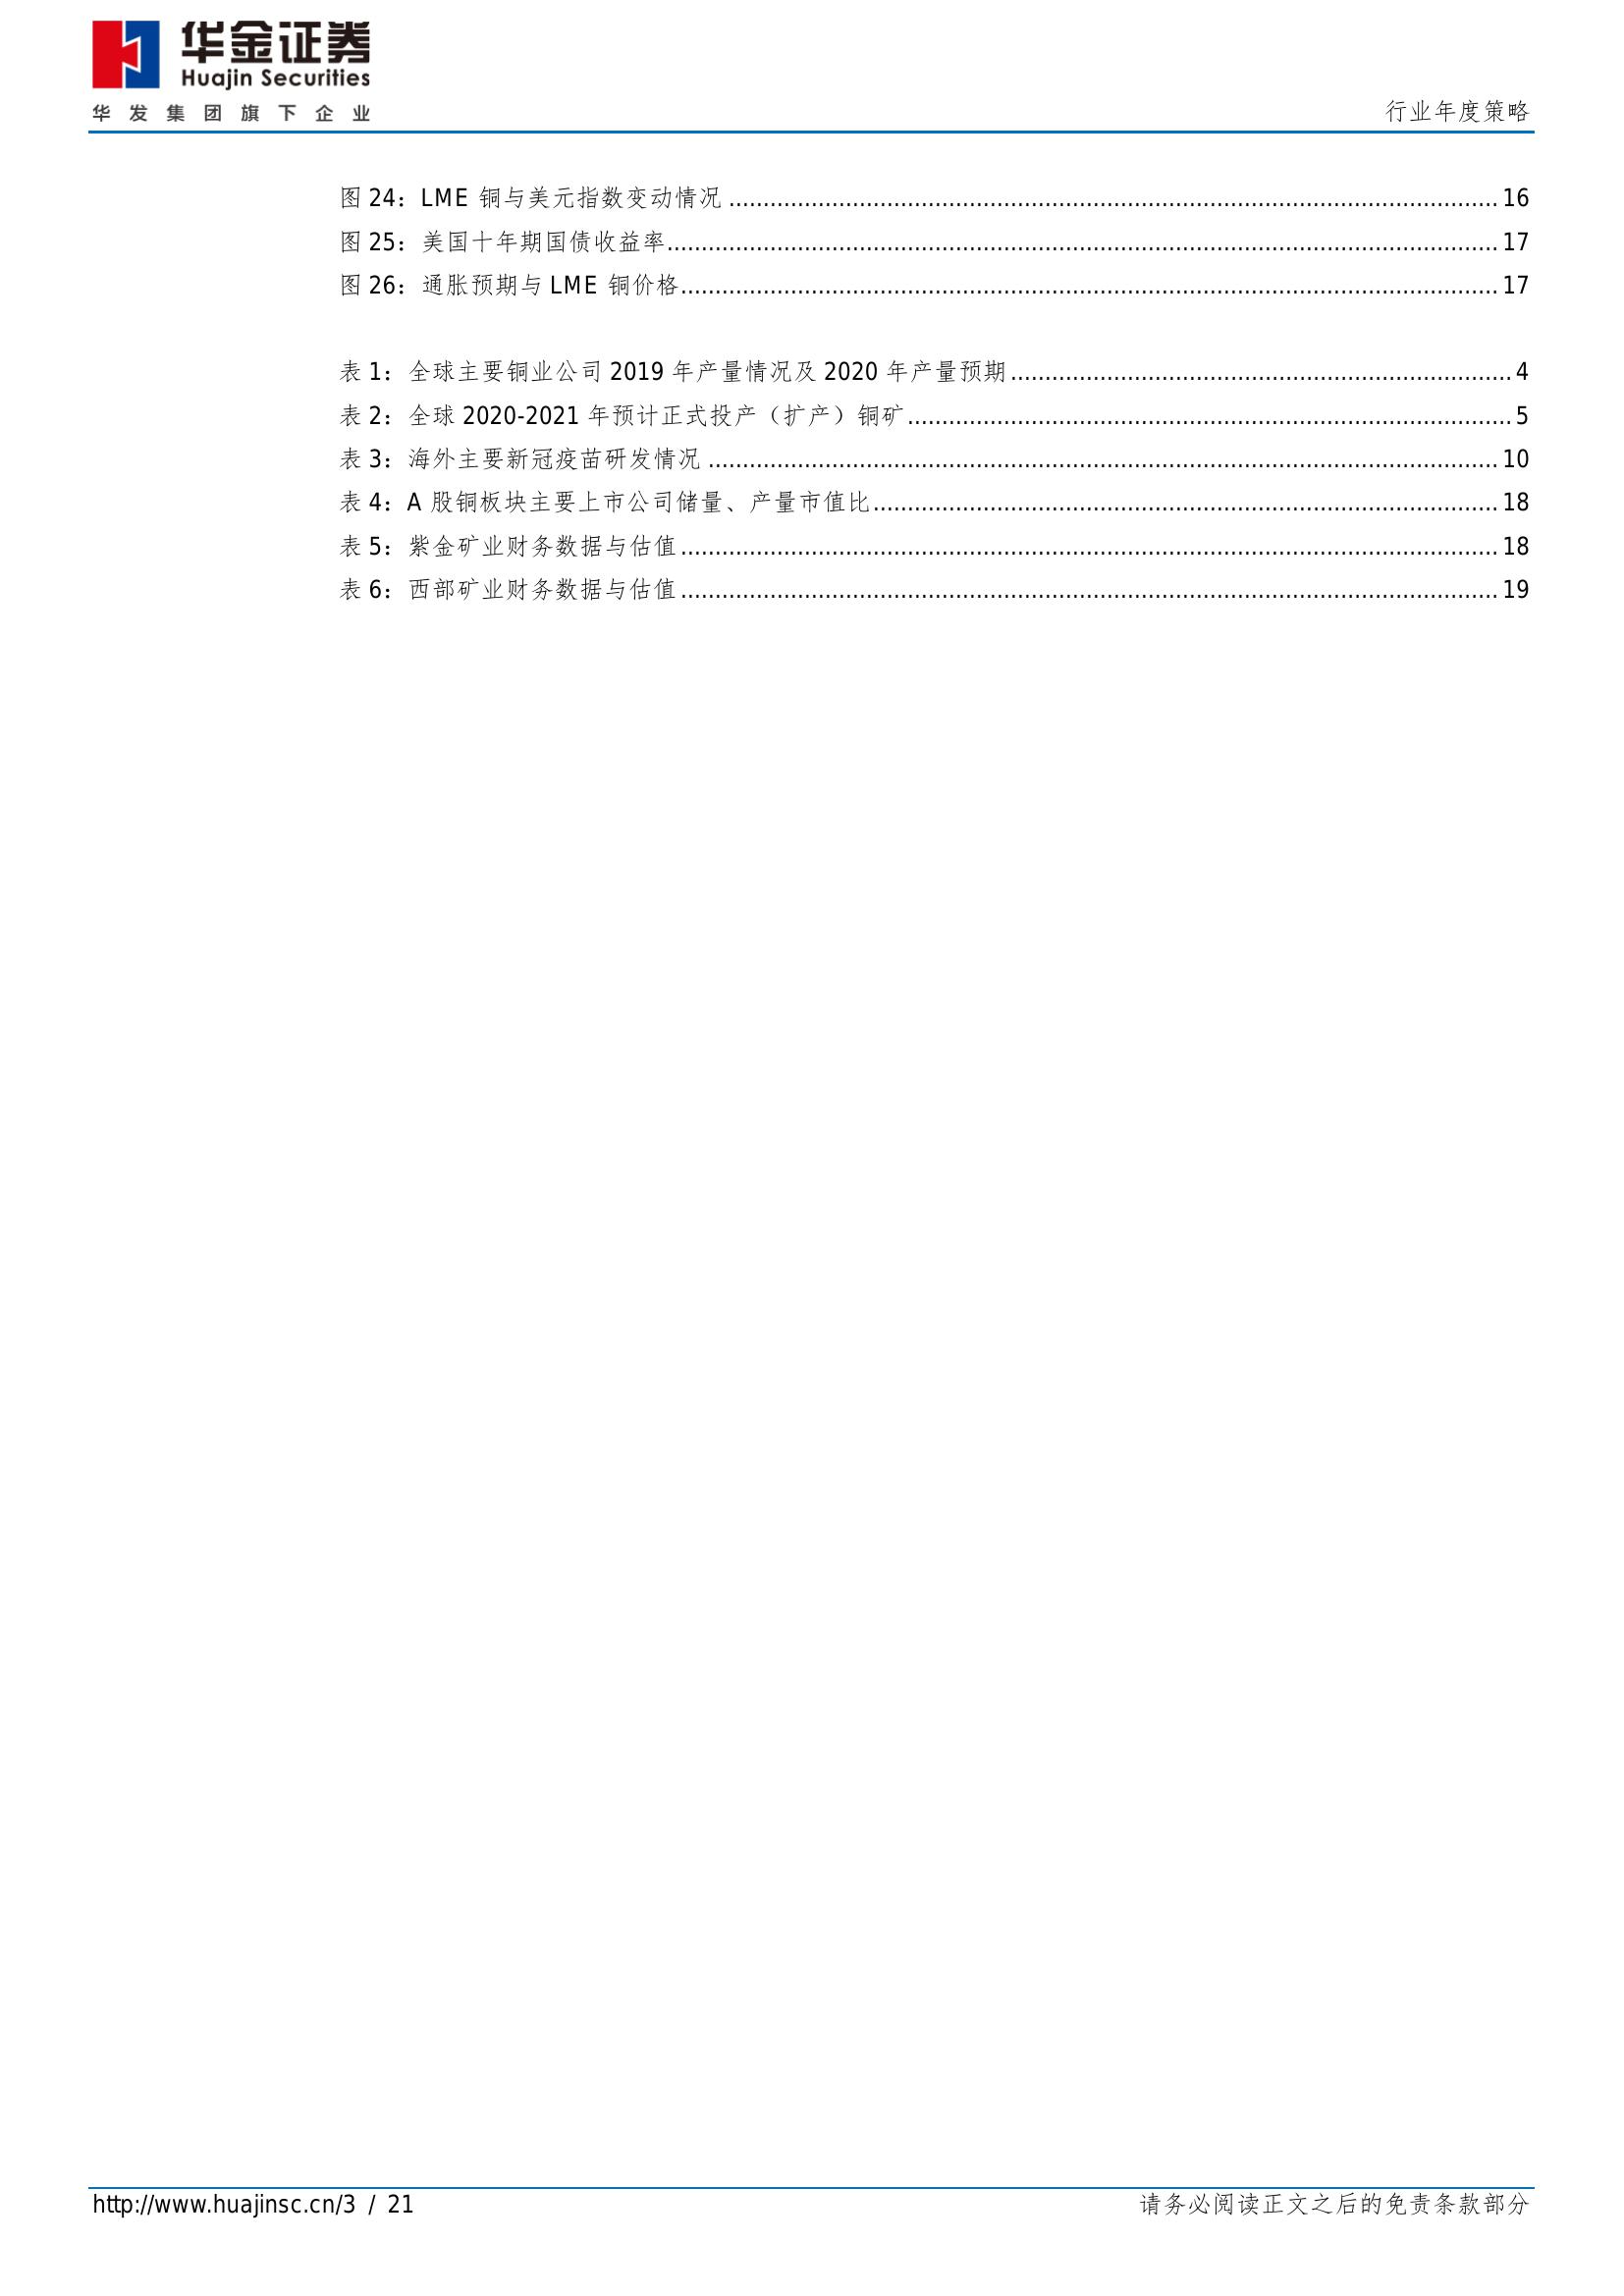 华金证券
Huajin Securities
华发集团旗下企业
行业年度策略
图 24：LME 铜与美元指数变动情况 ........ 16
图 25：美国十年期国债收益率 ........ 17
图 26：通胀预期与 LME 铜价格 ........ 17
表 1：全球主要铜业公司 2019 年产量情况及 2020 年产量预期 ........ 4
表 2：全球 2020-2021 年预计正式投产（扩产）铜矿 ........ 5
表 3：海外主要新冠疫苗研发情况 ........ 10
表 4：A 股铜板块主要上市公司储量、产量市值比 ........ 18
表 5：紫金矿业财务数据与估值 ........ 18
表 6：西部矿业财务数据与估值 ........ 19
http://www.huajinsc.cn/3 / 21
请务必阅读正文之后的免责条款部分